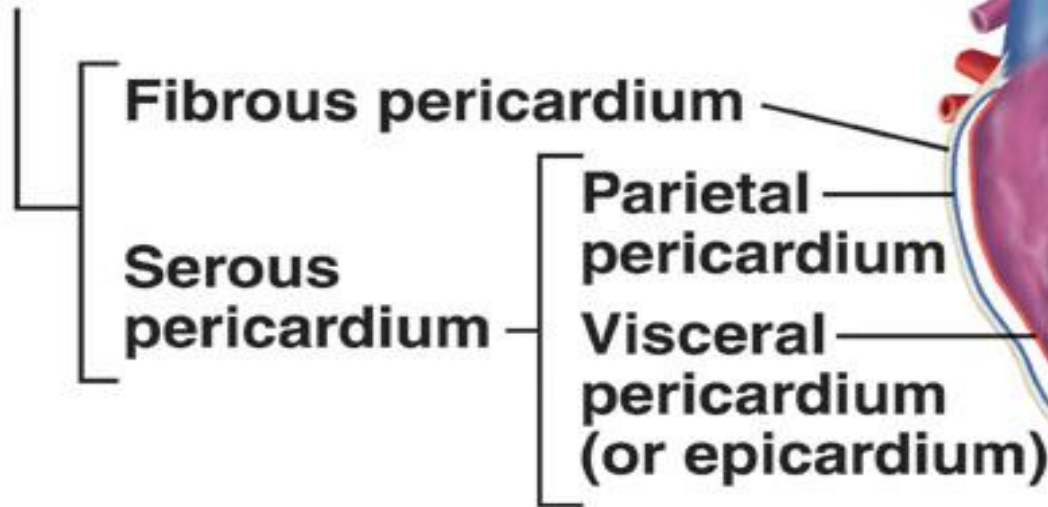 Fibrous pericardium
Parietal
pericardium
Serous
pericardium
Visceral
pericardium
(or epicardium)